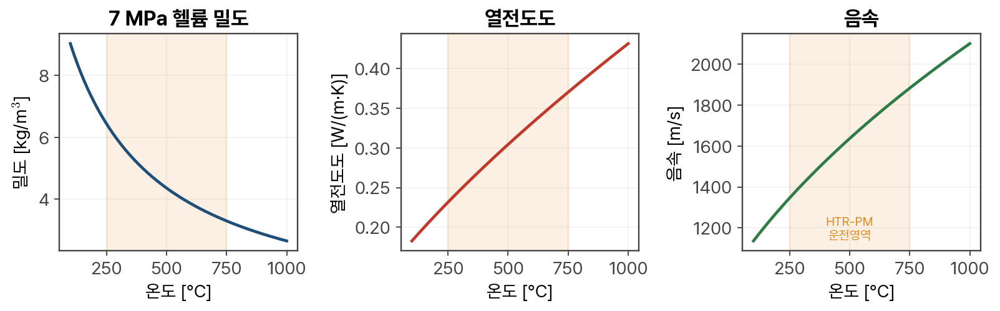 7 MPa 헬륨 밀도
밀도 [kg/m³]
8
6
4
250 500 750 1000
온도 [°C]
열전도도
열전도도 [W/(m·K)]
0.40
0.35
0.30
0.25
0.20
250 500 750 1000
온도 [°C]
음속
음속 [m/s]
2000
1800
1600
1400
1200
HTR-PM
운전영역
250 500 750 1000
온도 [°C]